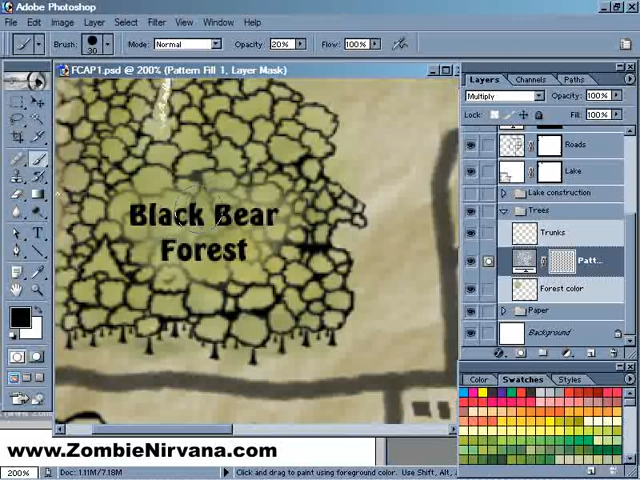 Adobe Photoshop
File Edit Image Layer Select Filter View Window Help
Brush: 30 Mode: Normal Opacity: 20% Flow: 100%
FCAP1.psd @ 200% (Pattern Fill 1, Layer Mask)
Layers Channels Paths
Multiply Opacity: 100%
Lock: Fill: 100%
Roads
Lake
Lake construction
Trees
Trunks
Patt...
Forest color
Paper
Background
Black Bear
Forest
Color Swatches Styles
www.ZombieNirvana.com
200% Doc: 1.11M/7.18M Click and drag to paint using foreground color. Use Shift, Alt,